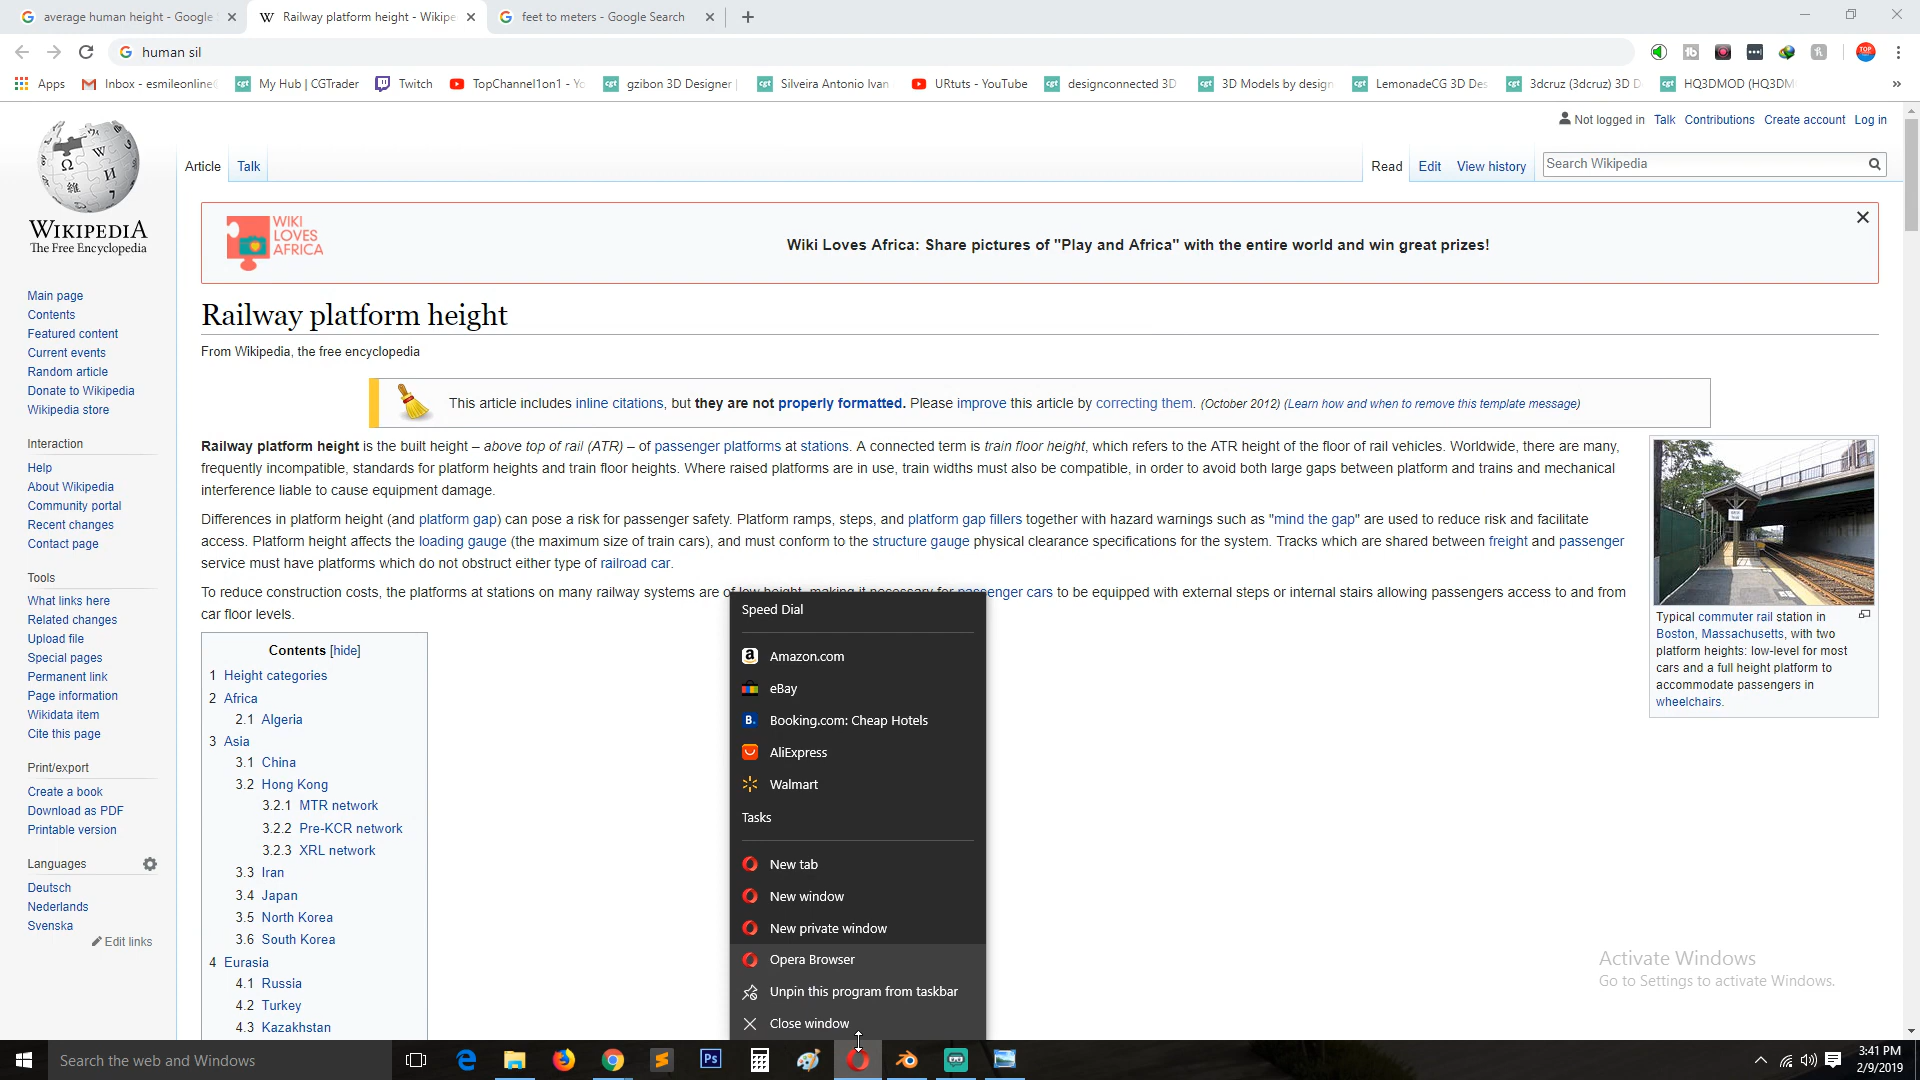 average human height - Google
Railway platform height - Wikipe
feet to meters - Google Search
human sil
Apps
Inbox - esmileonline
My Hub | CGTrader
Twitch
TopChannel1on1 - Yo
gzibon 3D Designer |
Silveira Antonio Ivan
URtuts - YouTube
designconnected 3D
3D Models by design
LemonadeCG 3D Des
3dcruz (3dcruz) 3D D
HQ3DMOD (HQ3DM
»
Not logged in Talk Contributions Create account Log in
Article Talk
Read Edit View history
Search Wikipedia
WIKIPEDIA
The Free Encyclopedia
WIKI
LOVES
AFRICA
Wiki Loves Africa: Share pictures of "Play and Africa" with the entire world and win great prizes!
Main page
Contents
Featured content
Current events
Random article
Donate to Wikipedia
Wikipedia store
Interaction
Help
About Wikipedia
Community portal
Recent changes
Contact page
Tools
What links here
Related changes
Upload file
Special pages
Permanent link
Page information
Wikidata item
Cite this page
Print/export
Create a book
Download as PDF
Printable version
Languages
Deutsch
Nederlands
Svenska
Edit links
Railway platform height
From Wikipedia, the free encyclopedia
This article includes inline citations, but they are not properly formatted. Please improve this article by correcting them. (October 2012) (Learn how and when to remove this template message)
Railway platform height is the built height – above top of rail (ATR) – of passenger platforms at stations. A connected term is train floor height, which refers to the ATR height of the floor of rail vehicles. Worldwide, there are many,
frequently incompatible, standards for platform heights and train floor heights. Where raised platforms are in use, train widths must also be compatible, in order to avoid both large gaps between platform and trains and mechanical
interference liable to cause equipment damage.
Differences in platform height (and platform gap) can pose a risk for passenger safety. Platform ramps, steps, and platform gap fillers together with hazard warnings such as "mind the gap" are used to reduce risk and facilitate
access. Platform height affects the loading gauge (the maximum size of train cars), and must conform to the structure gauge physical clearance specifications for the system. Tracks which are shared between freight and passenger
service must have platforms which do not obstruct either type of railroad car.
To reduce construction costs, the platforms at stations on many railway systems are of low height, making it necessary for passenger cars to be equipped with external steps or internal stairs allowing passengers access to and from
car floor levels.
Typical commuter rail station in
Boston, Massachusetts, with two
platform heights: low-level for most
cars and a full height platform to
accommodate passengers in
wheelchairs.
Contents [hide]
1 Height categories
2 Africa
2.1 Algeria
3 Asia
3.1 China
3.2 Hong Kong
3.2.1 MTR network
3.2.2 Pre-KCR network
3.2.3 XRL network
3.3 Iran
3.4 Japan
3.5 North Korea
3.6 South Korea
4 Eurasia
4.1 Russia
4.2 Turkey
4.3 Kazakhstan
Speed Dial
Amazon.com
eBay
Booking.com: Cheap Hotels
AliExpress
Walmart
Tasks
New tab
New window
New private window
Opera Browser
Unpin this program from taskbar
Close window
Activate Windows
Go to Settings to activate Windows.
Search the web and Windows
Ps
3:41 PM
2/9/2019